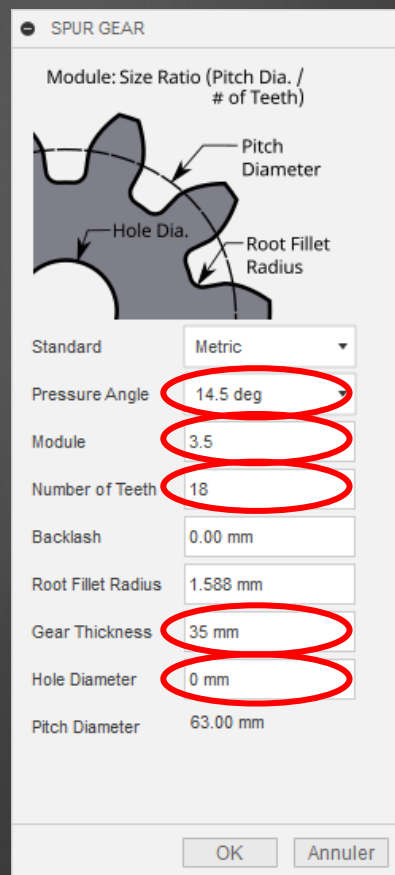 SPUR GEAR
Module: Size Ratio (Pitch Dia. /
# of Teeth)
Pitch
Diameter
Hole Dia.
Root Fillet
Radius
Standard Metric
Pressure Angle 14.5 deg
Module 3.5
Number of Teeth 18
Backlash 0.00 mm
Root Fillet Radius 1.588 mm
Gear Thickness 35 mm
Hole Diameter 0 mm
Pitch Diameter 63.00 mm
OK Annuler